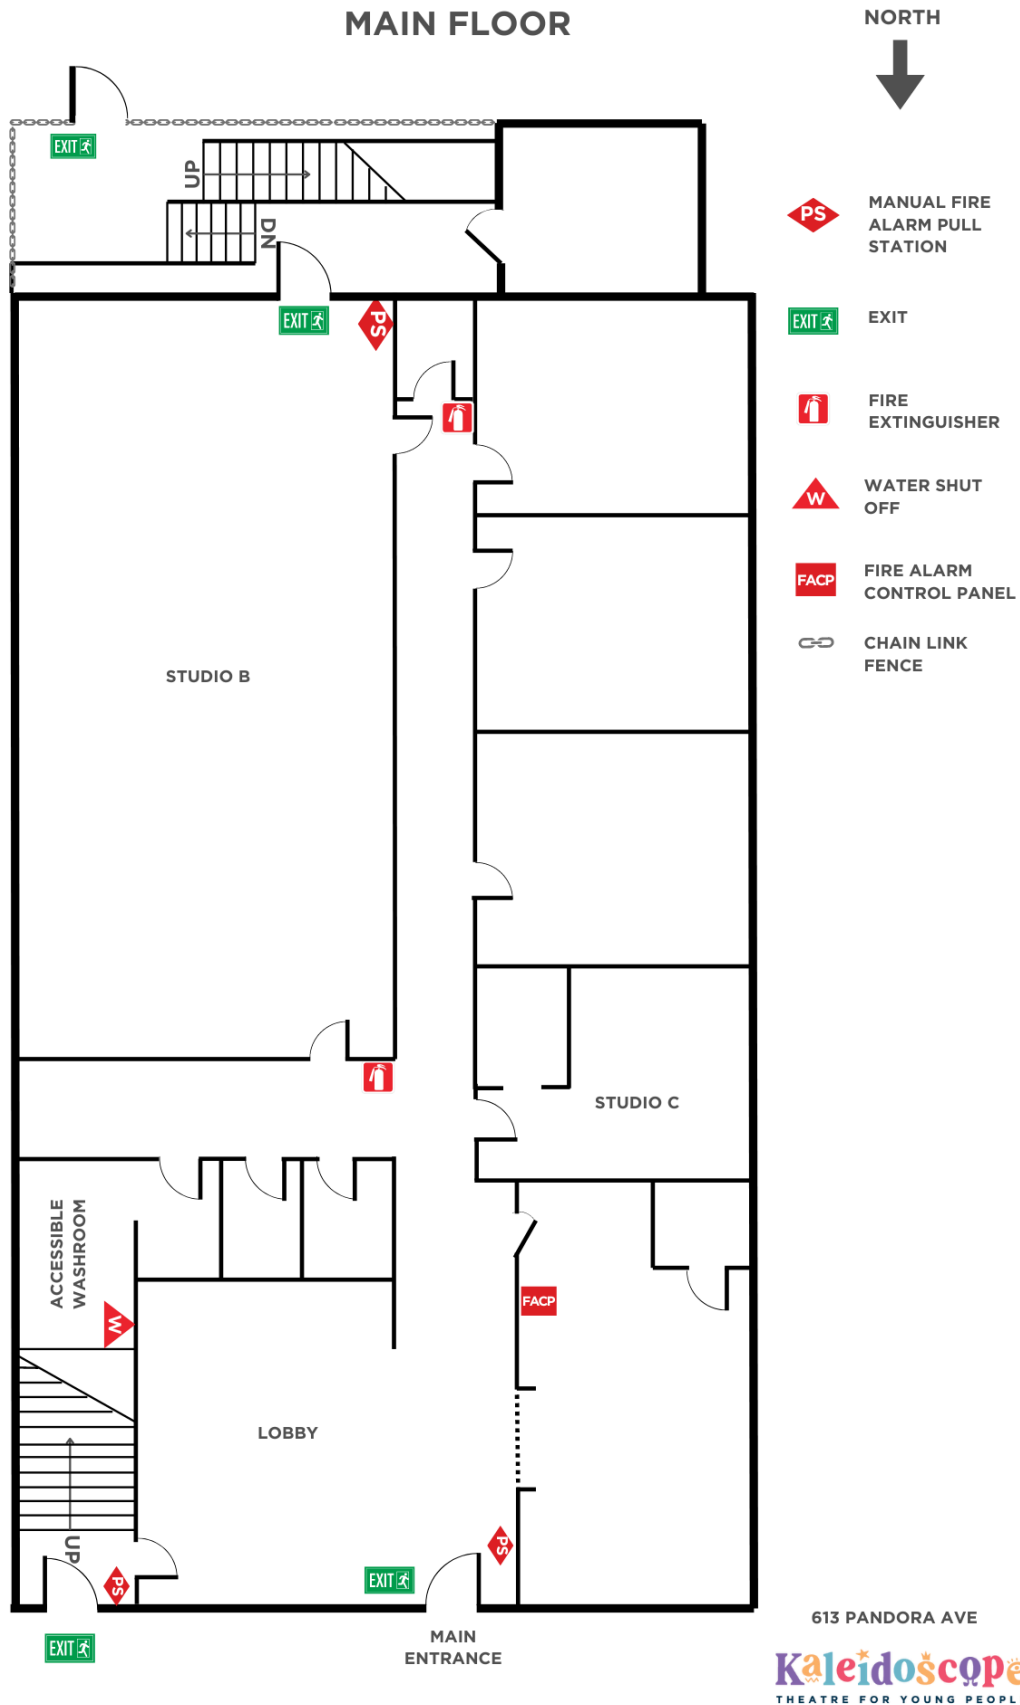 MAIN FLOOR
NORTH
EXIT
UP
DN
EXIT
PS
PS
MANUAL FIRE
ALARM PULL
STATION
EXIT
EXIT
FIRE
EXTINGUISHER
W
WATER SHUT
OFF
FACP
FIRE ALARM
CONTROL PANEL
CHAIN LINK
FENCE
STUDIO B
STUDIO C
ACCESSIBLE
WASHROOM
W
FACP
LOBBY
UP
PS
PS
EXIT
EXIT
MAIN
ENTRANCE
613 PANDORA AVE
Kaleidoscope
THEATRE FOR YOUNG PEOPL